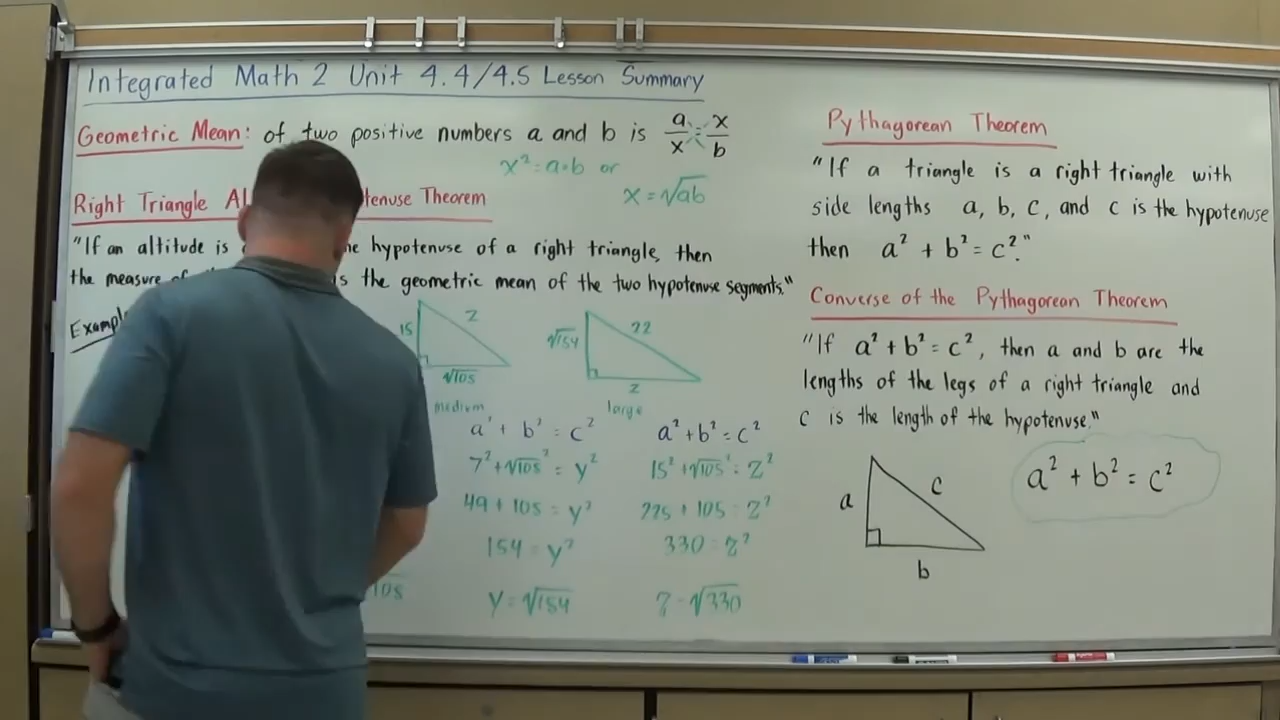 Integrated Math 2 Unit 4.4/4.5 Lesson Summary
Geometric Mean: of two positive numbers a and b is a/x = x/b
x² = a·b or
x = √ab
Right Triangle Al tenuse Theorem
"If an altitude is he hypotenuse of a right triangle, then
the measure of s the geometric mean of the two hypotenuse segments."
Exampl
15 z √105
medium
√154 22 z
large
a² + b² = c²
7² + √105² = y²
49 + 105 = y²
154 = y²
y = √154
a² + b² = c²
15² + √105² = z²
225 + 105 = z²
330 = z²
z = √330
105
Pythagorean Theorem
"If a triangle is a right triangle with
side lengths a, b, c, and c is the hypotenuse
then a² + b² = c²."
Converse of the Pythagorean Theorem
"If a² + b² = c², then a and b are the
lengths of the legs of a right triangle and
c is the length of the hypotenuse."
a c b
a² + b² = c²